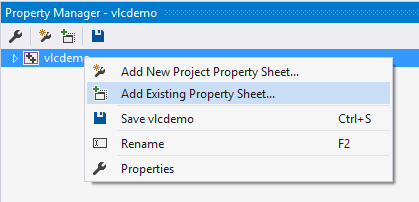 Property Manager - vlcdemo
vlcdemo
Add New Project Property Sheet...
Add Existing Property Sheet...
Save vlcdemo Ctrl+S
Rename F2
Properties